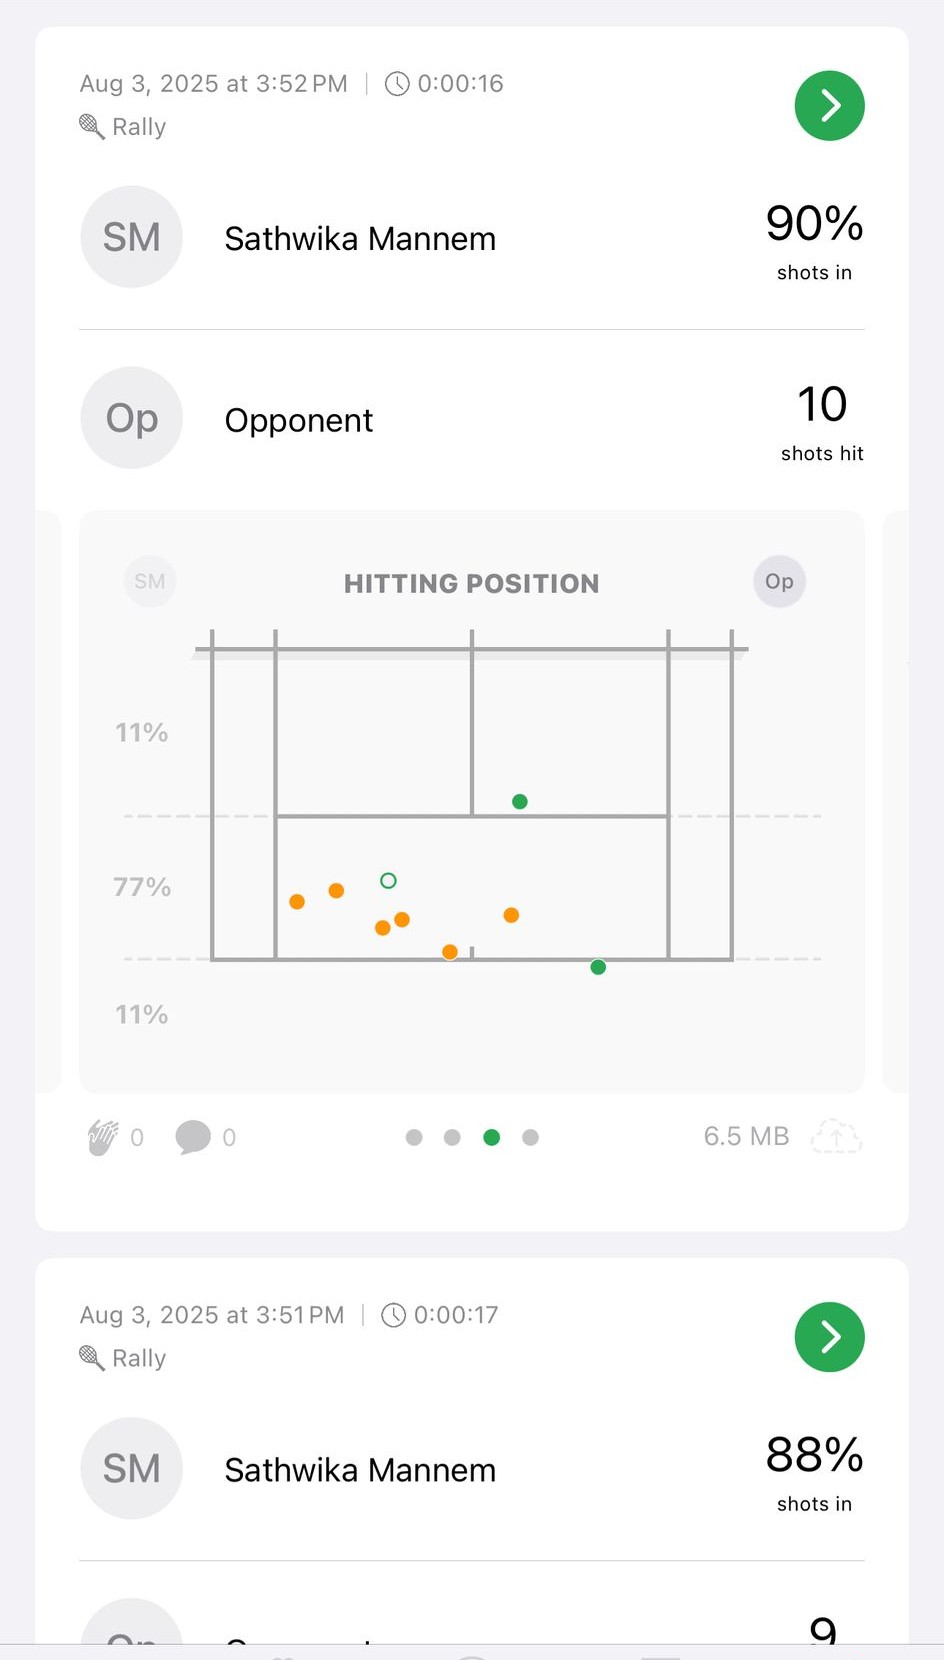 Aug 3, 2025 at 3:52 PM | 0:00:16
Rally
SM Sathwika Mannem 90%
shots in
Op Opponent 10
shots hit
SM HITTING POSITION Op
11%
77%
11%
0 0 6.5 MB
Aug 3, 2025 at 3:51 PM | 0:00:17
Rally
SM Sathwika Mannem 88%
shots in
9